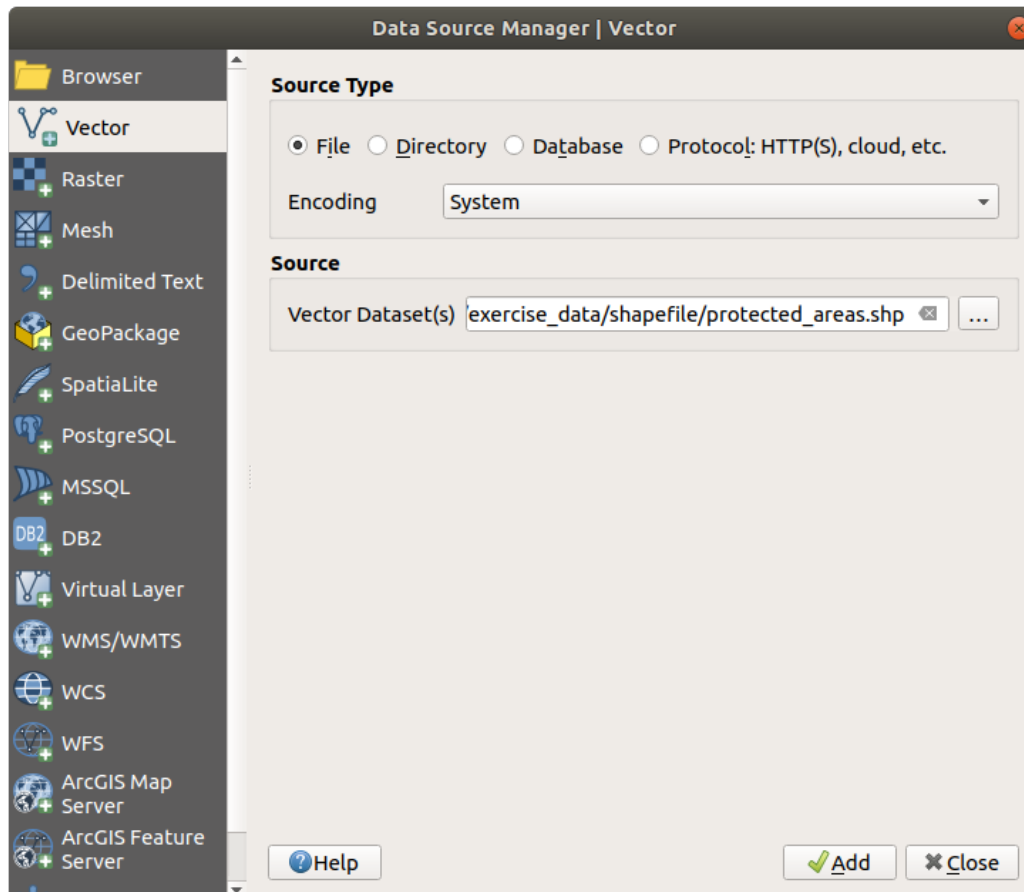 Data Source Manager | Vector
Browser
Vector
Raster
Mesh
Delimited Text
GeoPackage
SpatiaLite
PostgreSQL
MSSQL
DB2
DB2
Virtual Layer
WMS/WMTS
WCS
WFS
ArcGIS Map
Server
ArcGIS Feature
Server
Source Type
File Directory Database Protocol: HTTP(S), cloud, etc.
Encoding System
Source
Vector Dataset(s) /exercise_data/shapefile/protected_areas.shp ...
Help Add Close